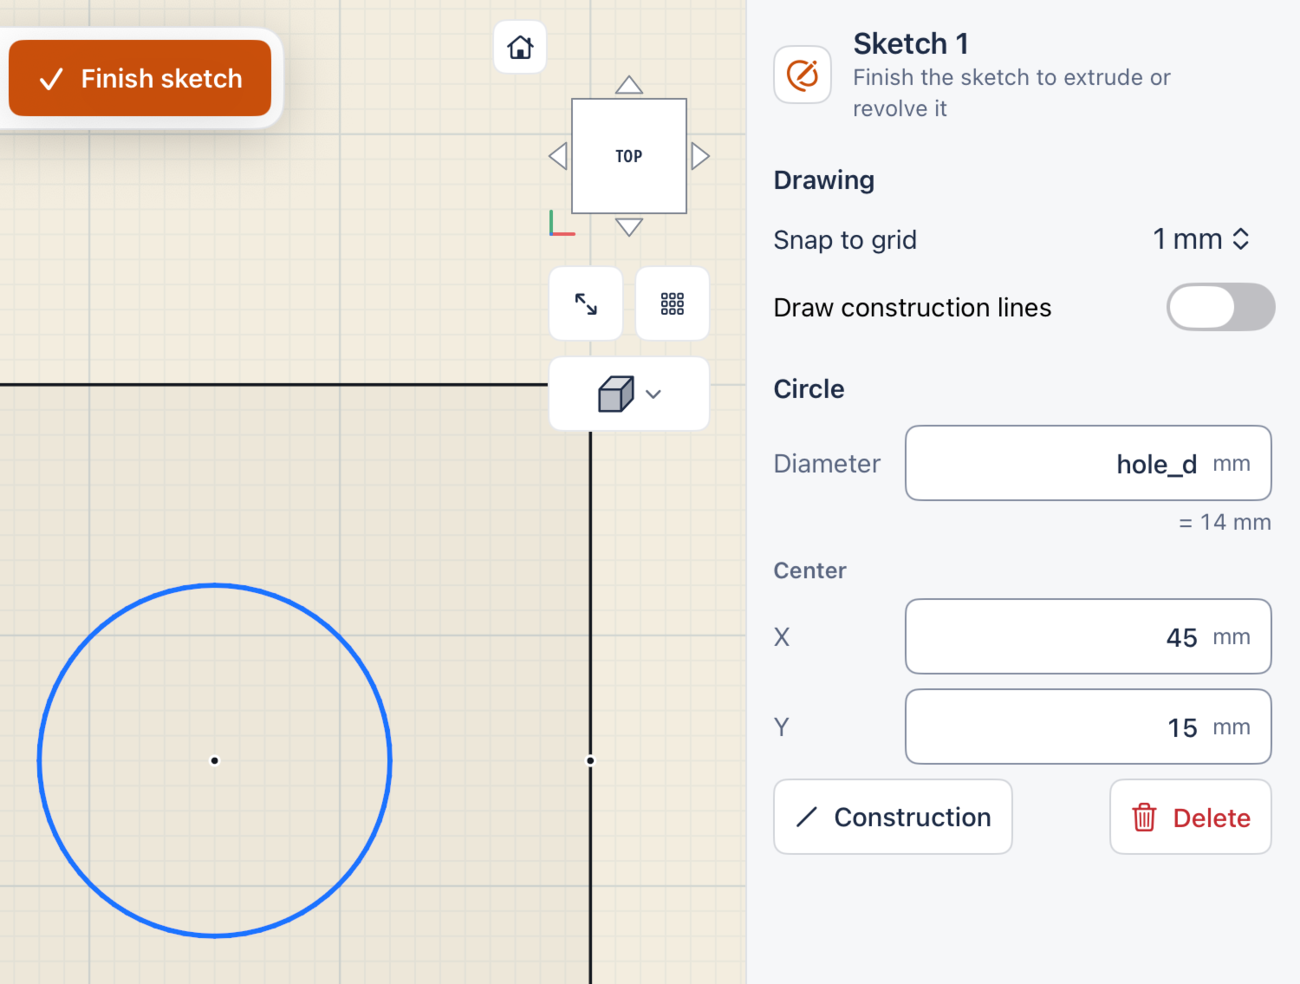 Finish sketch
TOP
Sketch 1
Finish the sketch to extrude or
revolve it
Drawing
Snap to grid 1 mm
Draw construction lines
Circle
Diameter hole_d mm
= 14 mm
Center
X 45 mm
Y 15 mm
Construction Delete